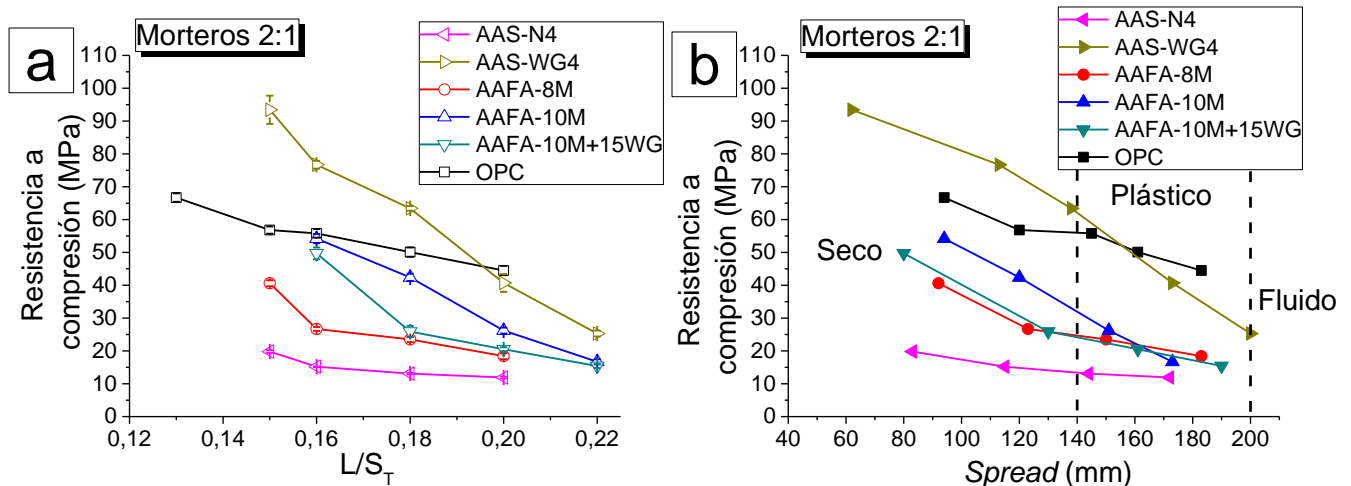 a
Morteros 2:1
AAS-N4
AAS-WG4
AAFA-8M
AAFA-10M
AAFA-10M+15WG
OPC
Resistencia a
compresión (MPa)
110
100
90
80
70
60
50
40
30
20
10
0
0,12 0,14 0,16 0,18 0,20 0,22
L/S_T
b
Morteros 2:1
AAS-N4
AAS-WG4
AAFA-8M
AAFA-10M
AAFA-10M+15WG
OPC
Plástico
Seco
Fluido
Resistencia a
compresión (MPa)
110
100
90
80
70
60
50
40
30
20
10
0
40 60 80 100 120 140 160 180 200
Spread (mm)